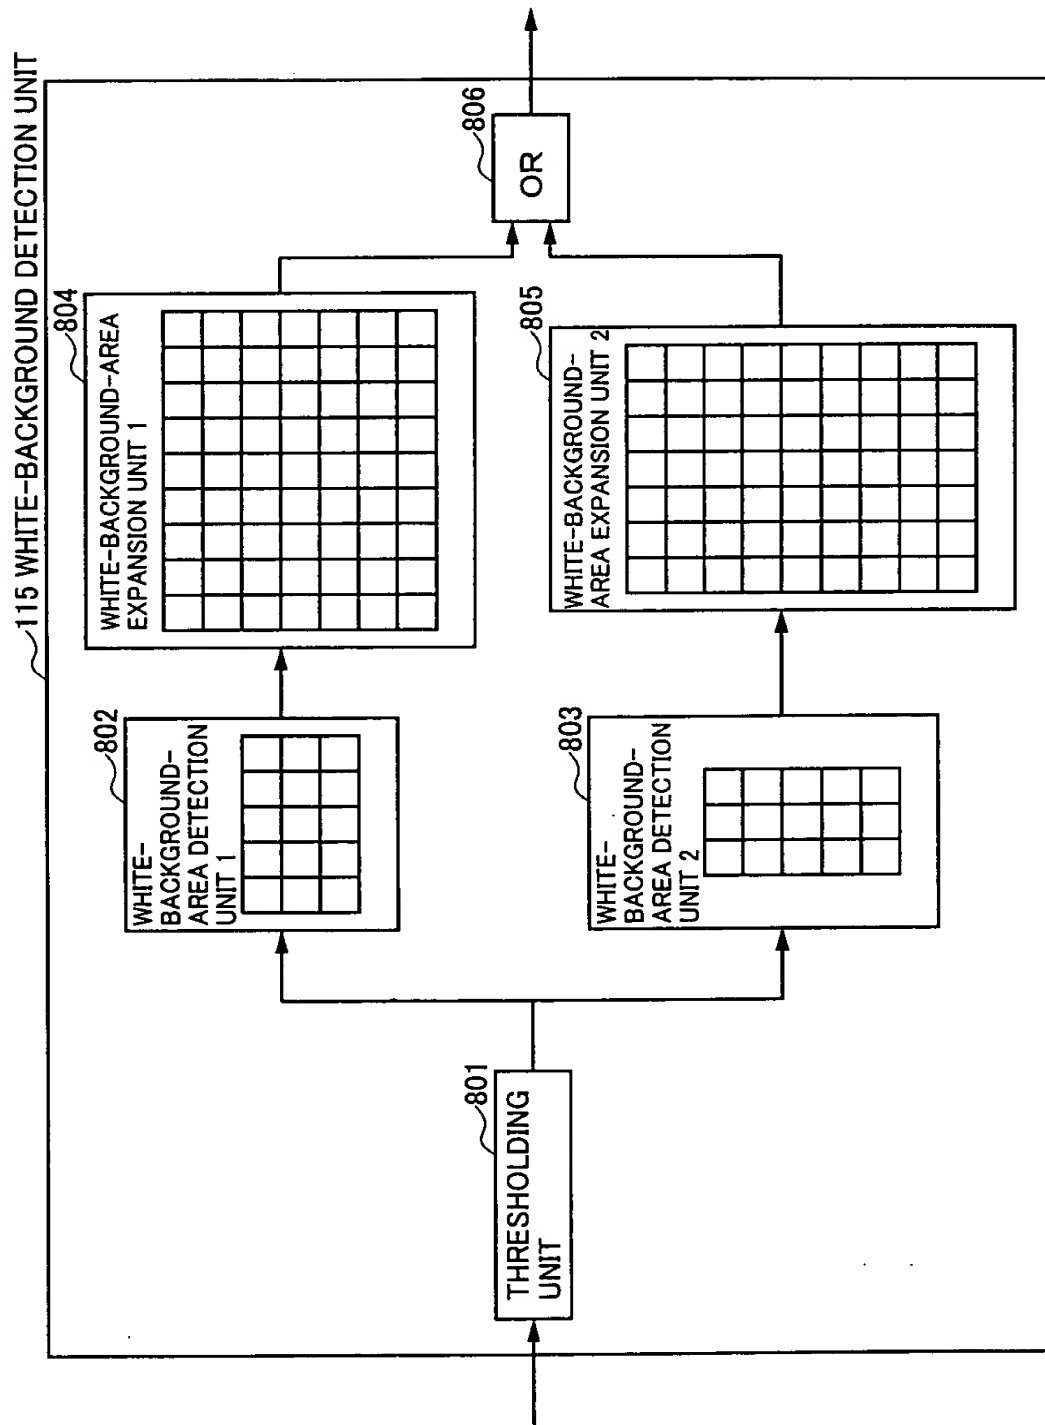 115 WHITE-BACKGROUND DETECTION UNIT
801
THRESHOLDING
UNIT
802
WHITE-
BACKGROUND-
AREA DETECTION
UNIT 1
804
WHITE-BACKGROUND-AREA
EXPANSION UNIT 1
803
WHITE-
BACKGROUND-
AREA DETECTION
UNIT 2
805
WHITE-BACKGROUND-
AREA EXPANSION UNIT 2
806
OR